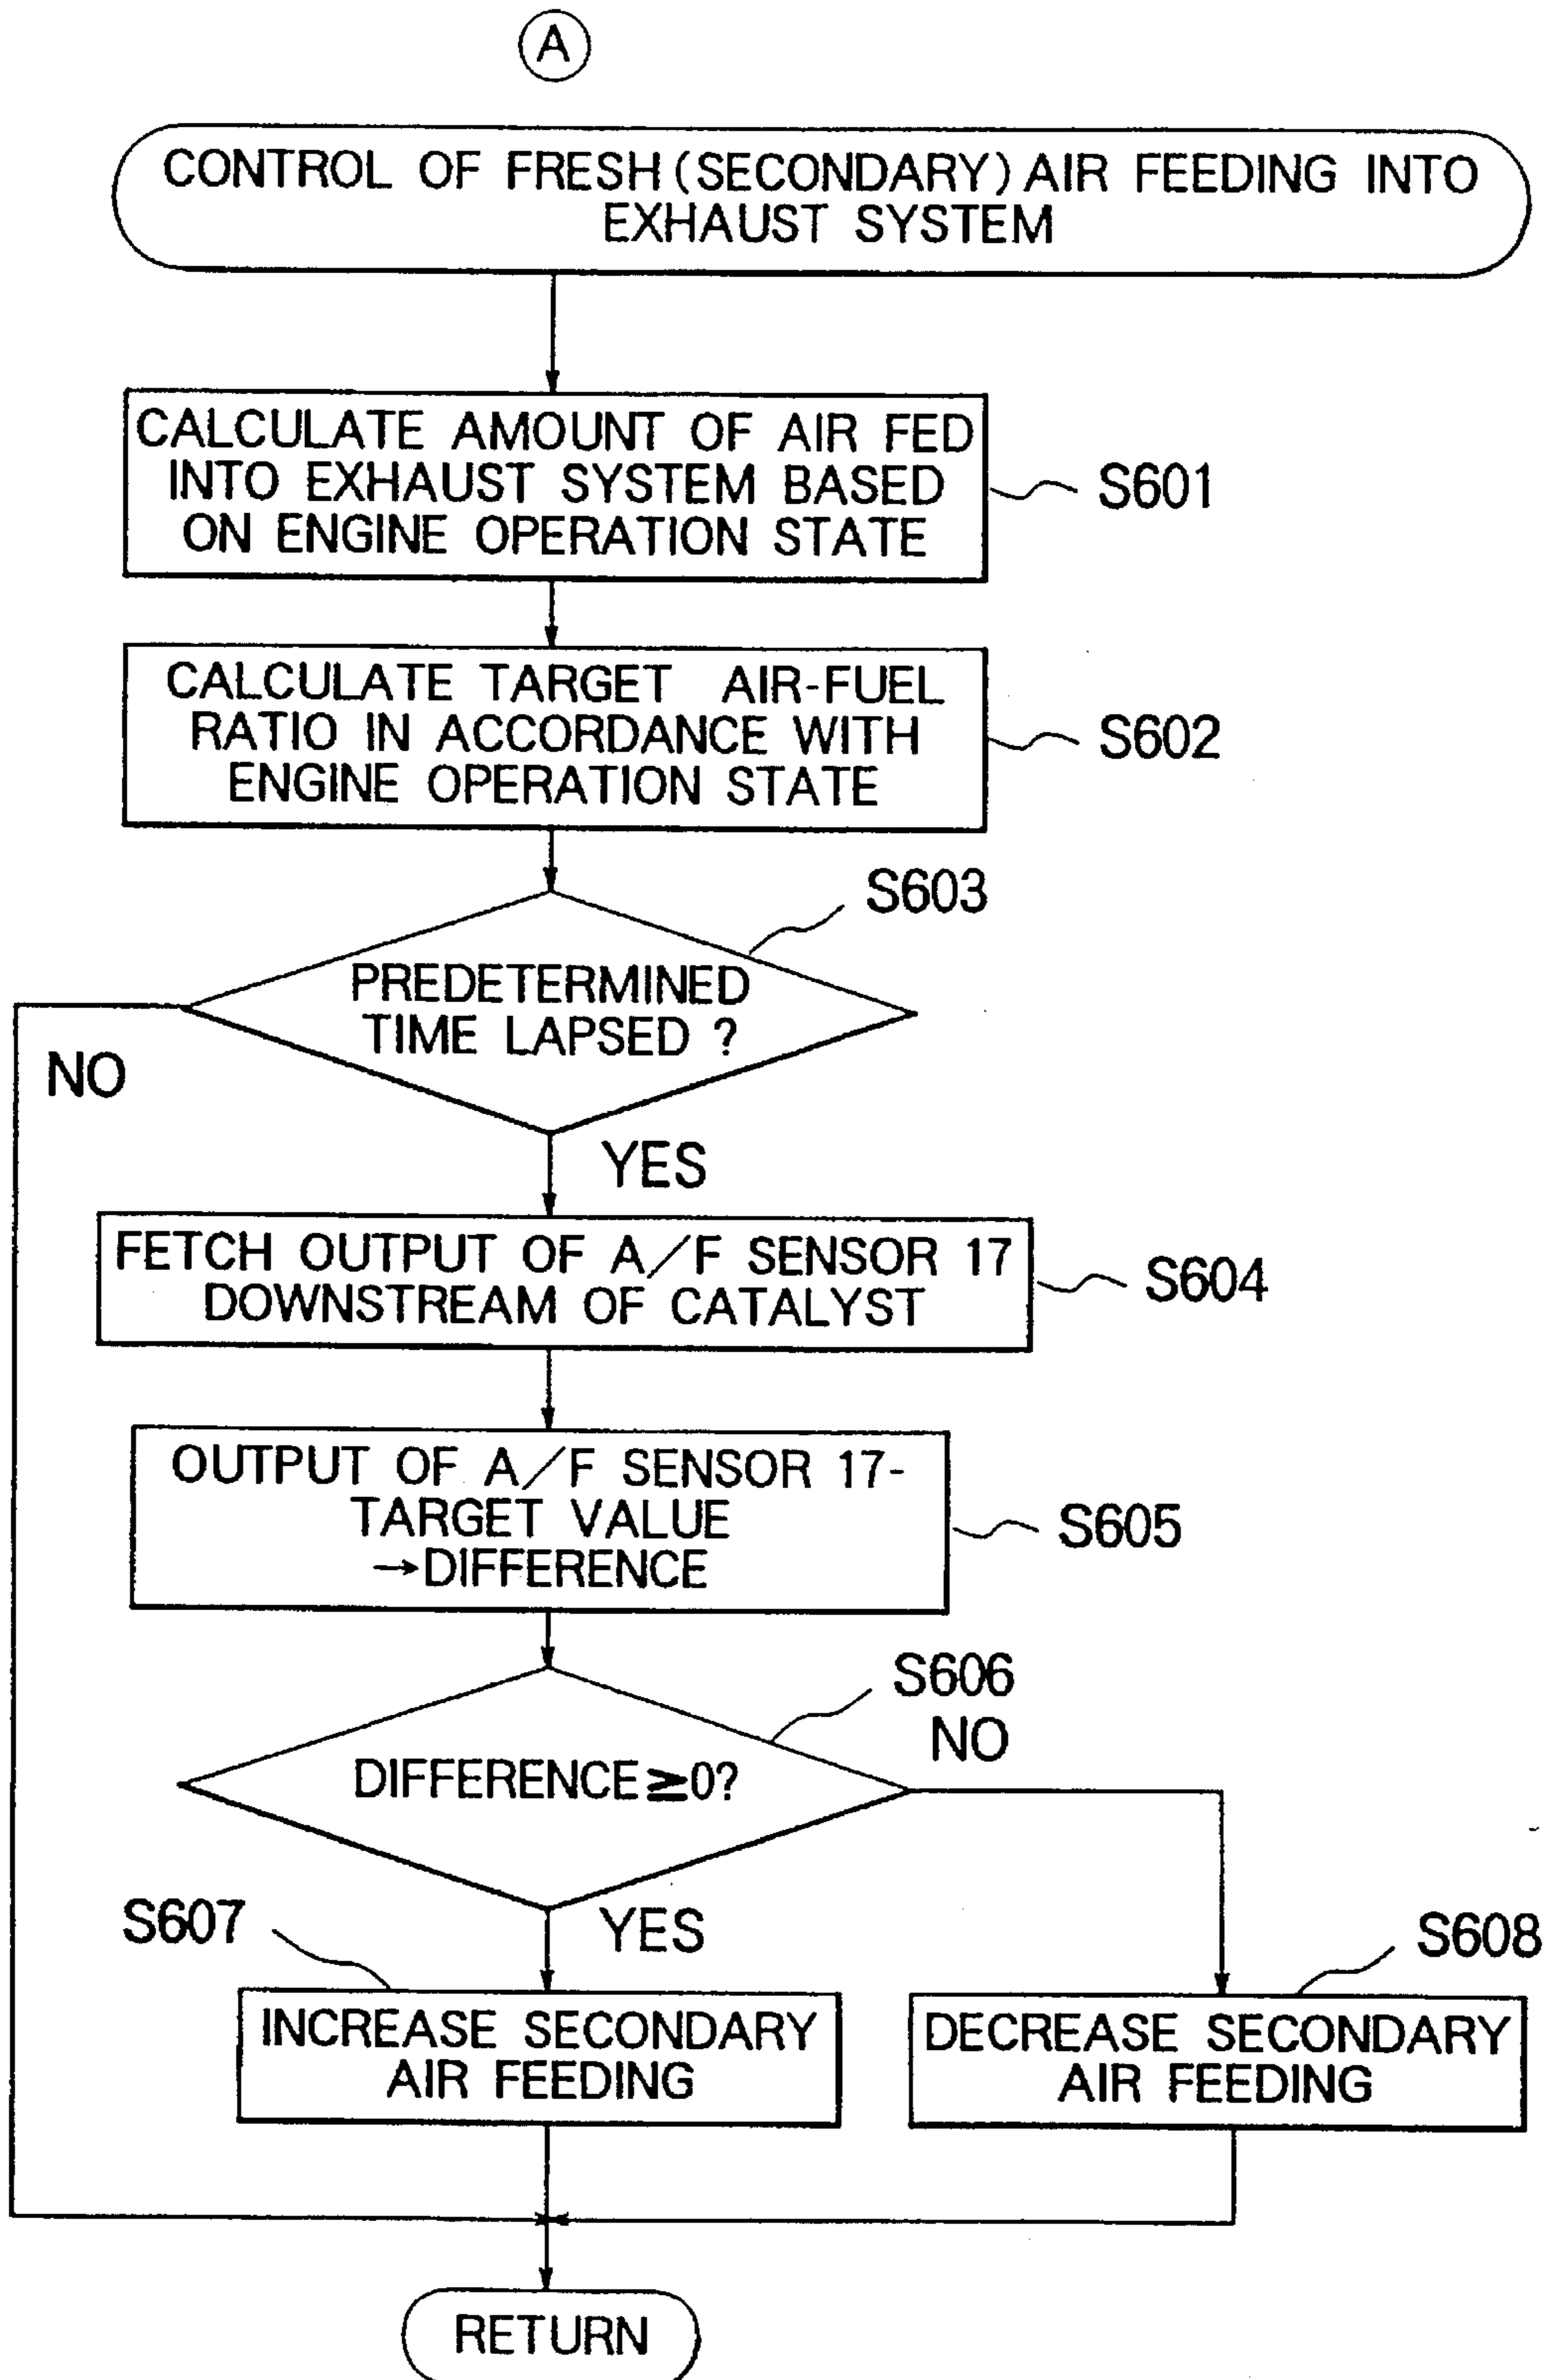 A
CONTROL OF FRESH (SECONDARY) AIR FEEDING INTO
EXHAUST SYSTEM
CALCULATE AMOUNT OF AIR FED
INTO EXHAUST SYSTEM BASED
ON ENGINE OPERATION STATE
S601
CALCULATE TARGET AIR-FUEL
RATIO IN ACCORDANCE WITH
ENGINE OPERATION STATE
S602
S603
PREDETERMINED
TIME LAPSED ?
NO
YES
FETCH OUTPUT OF A/F SENSOR 17
DOWNSTREAM OF CATALYST
S604
OUTPUT OF A/F SENSOR 17-
TARGET VALUE
→DIFFERENCE
S605
S606
NO
DIFFERENCE≧0?
YES
S607
S608
INCREASE SECONDARY
AIR FEEDING
DECREASE SECONDARY
AIR FEEDING
RETURN